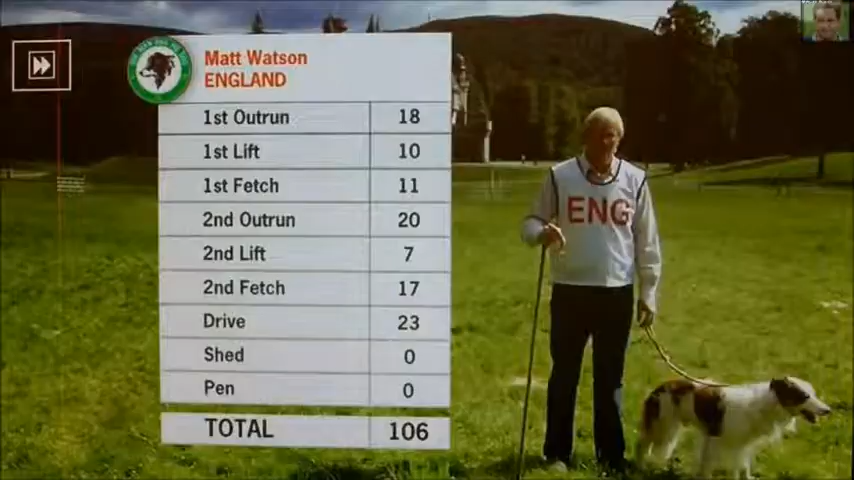 Matt Watson
ENGLAND
1st Outrun 18
1st Lift 10
1st Fetch 11
2nd Outrun 20
2nd Lift 7
2nd Fetch 17
Drive 23
Shed 0
Pen 0
TOTAL 106
ENG